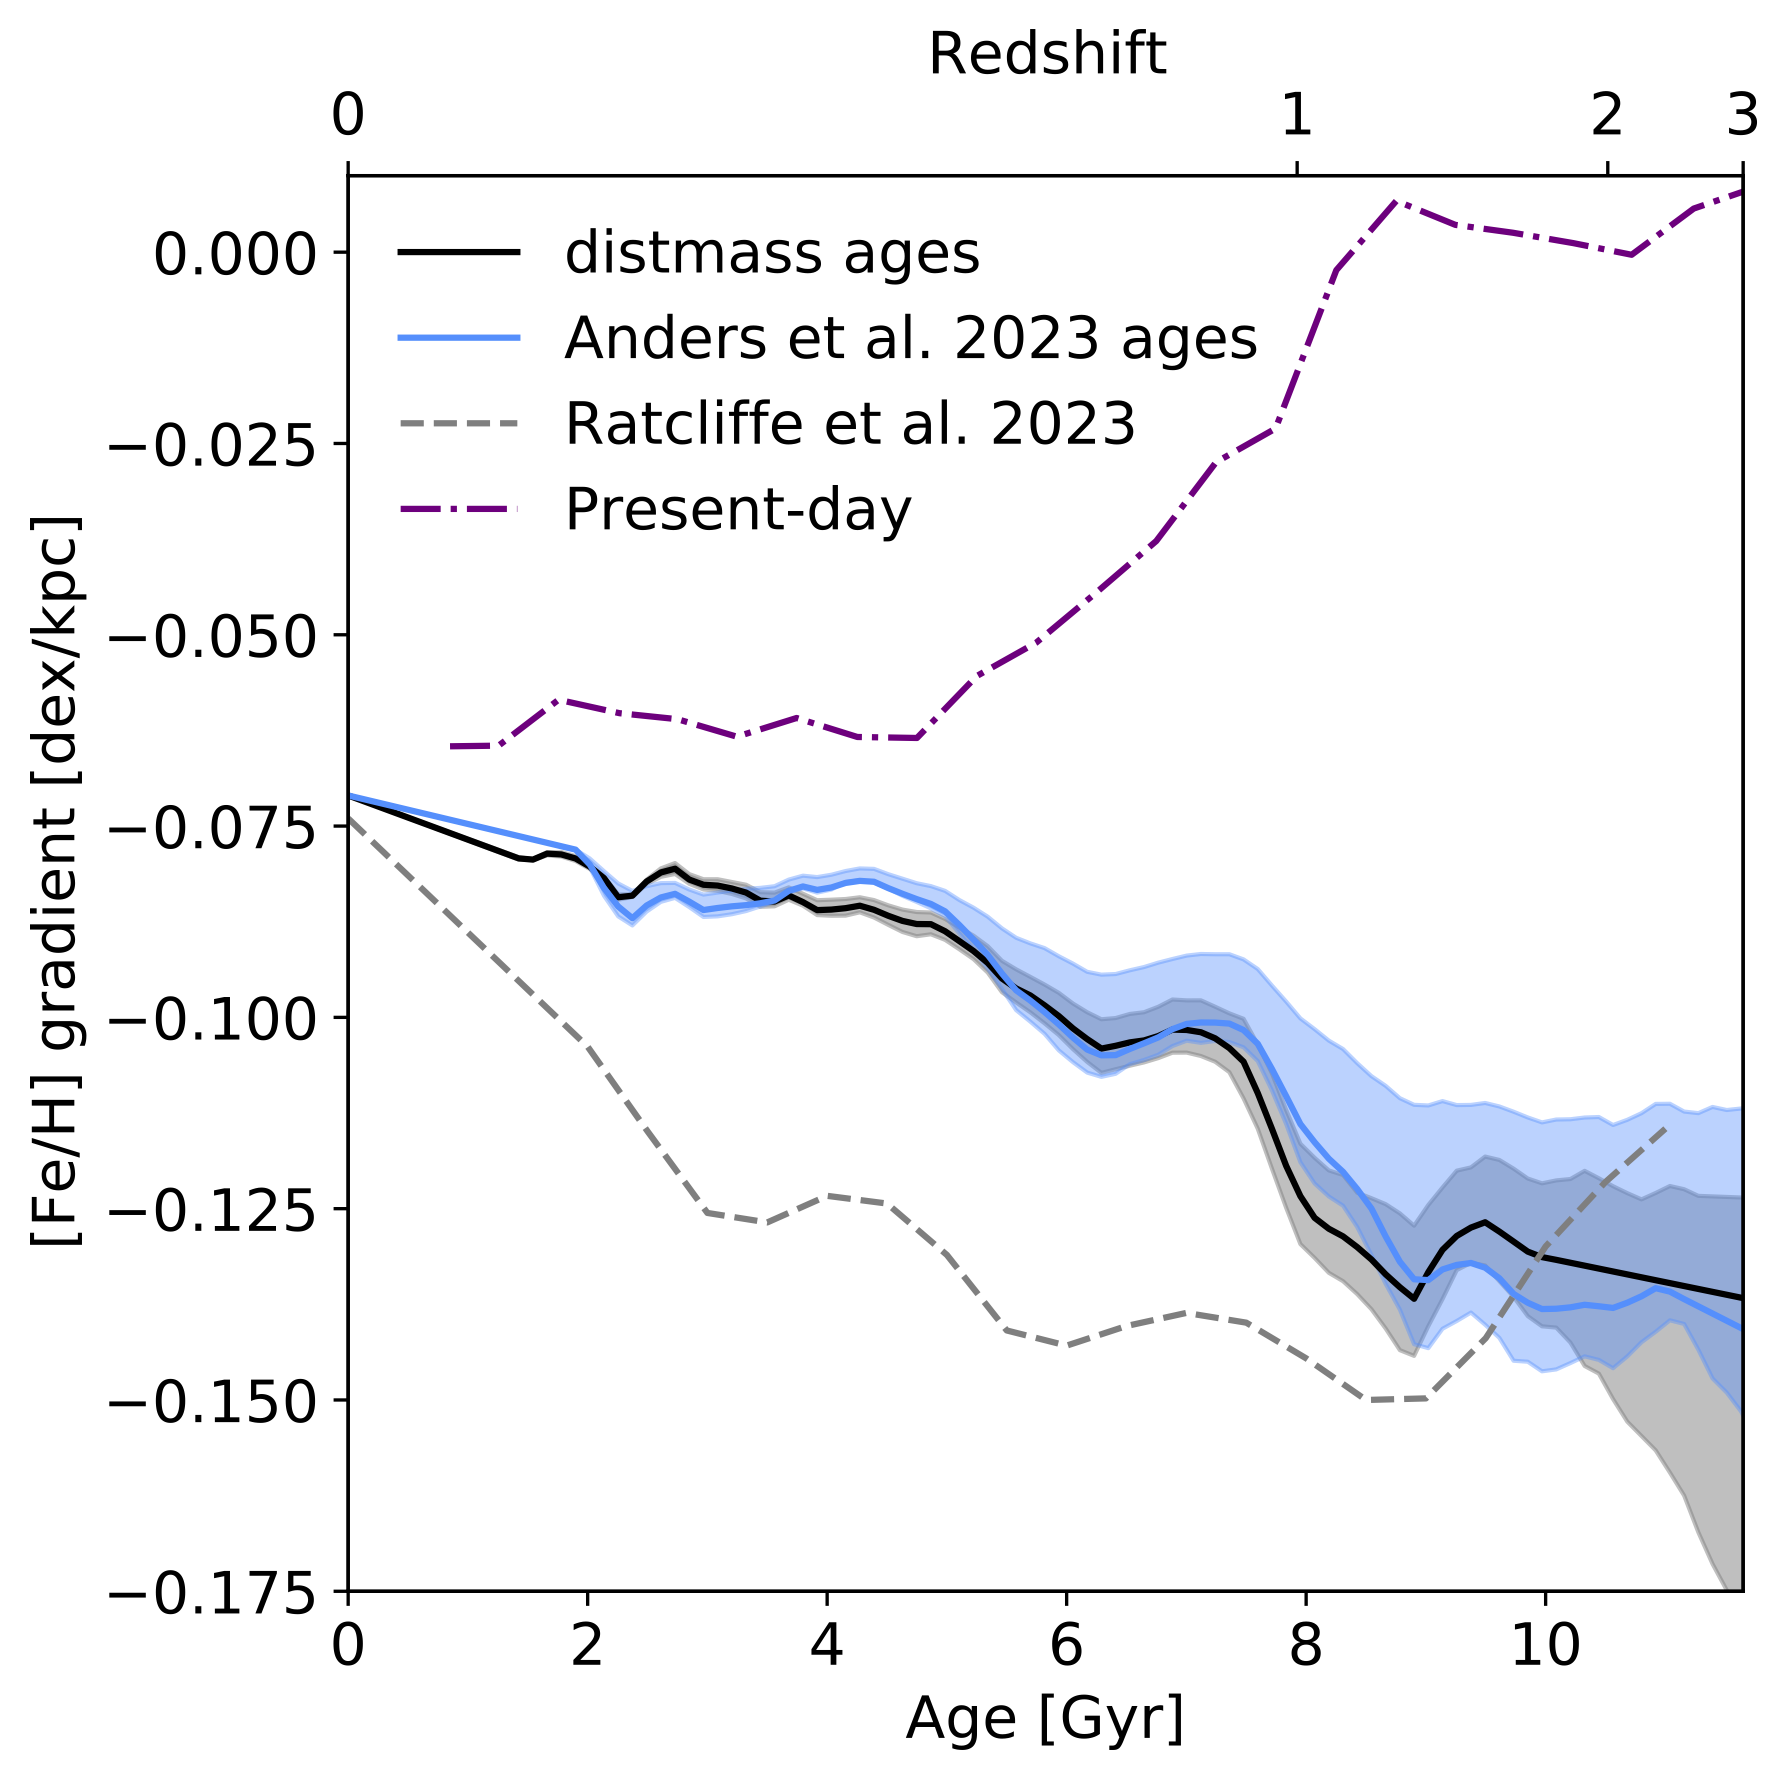 Redshift
0 1 2 3
0.000
−0.025
−0.050
−0.075
−0.100
−0.125
−0.150
−0.175
[Fe/H] gradient [dex/kpc]
distmass ages
Anders et al. 2023 ages
Ratcliffe et al. 2023
Present-day
0 2 4 6 8 10
Age [Gyr]